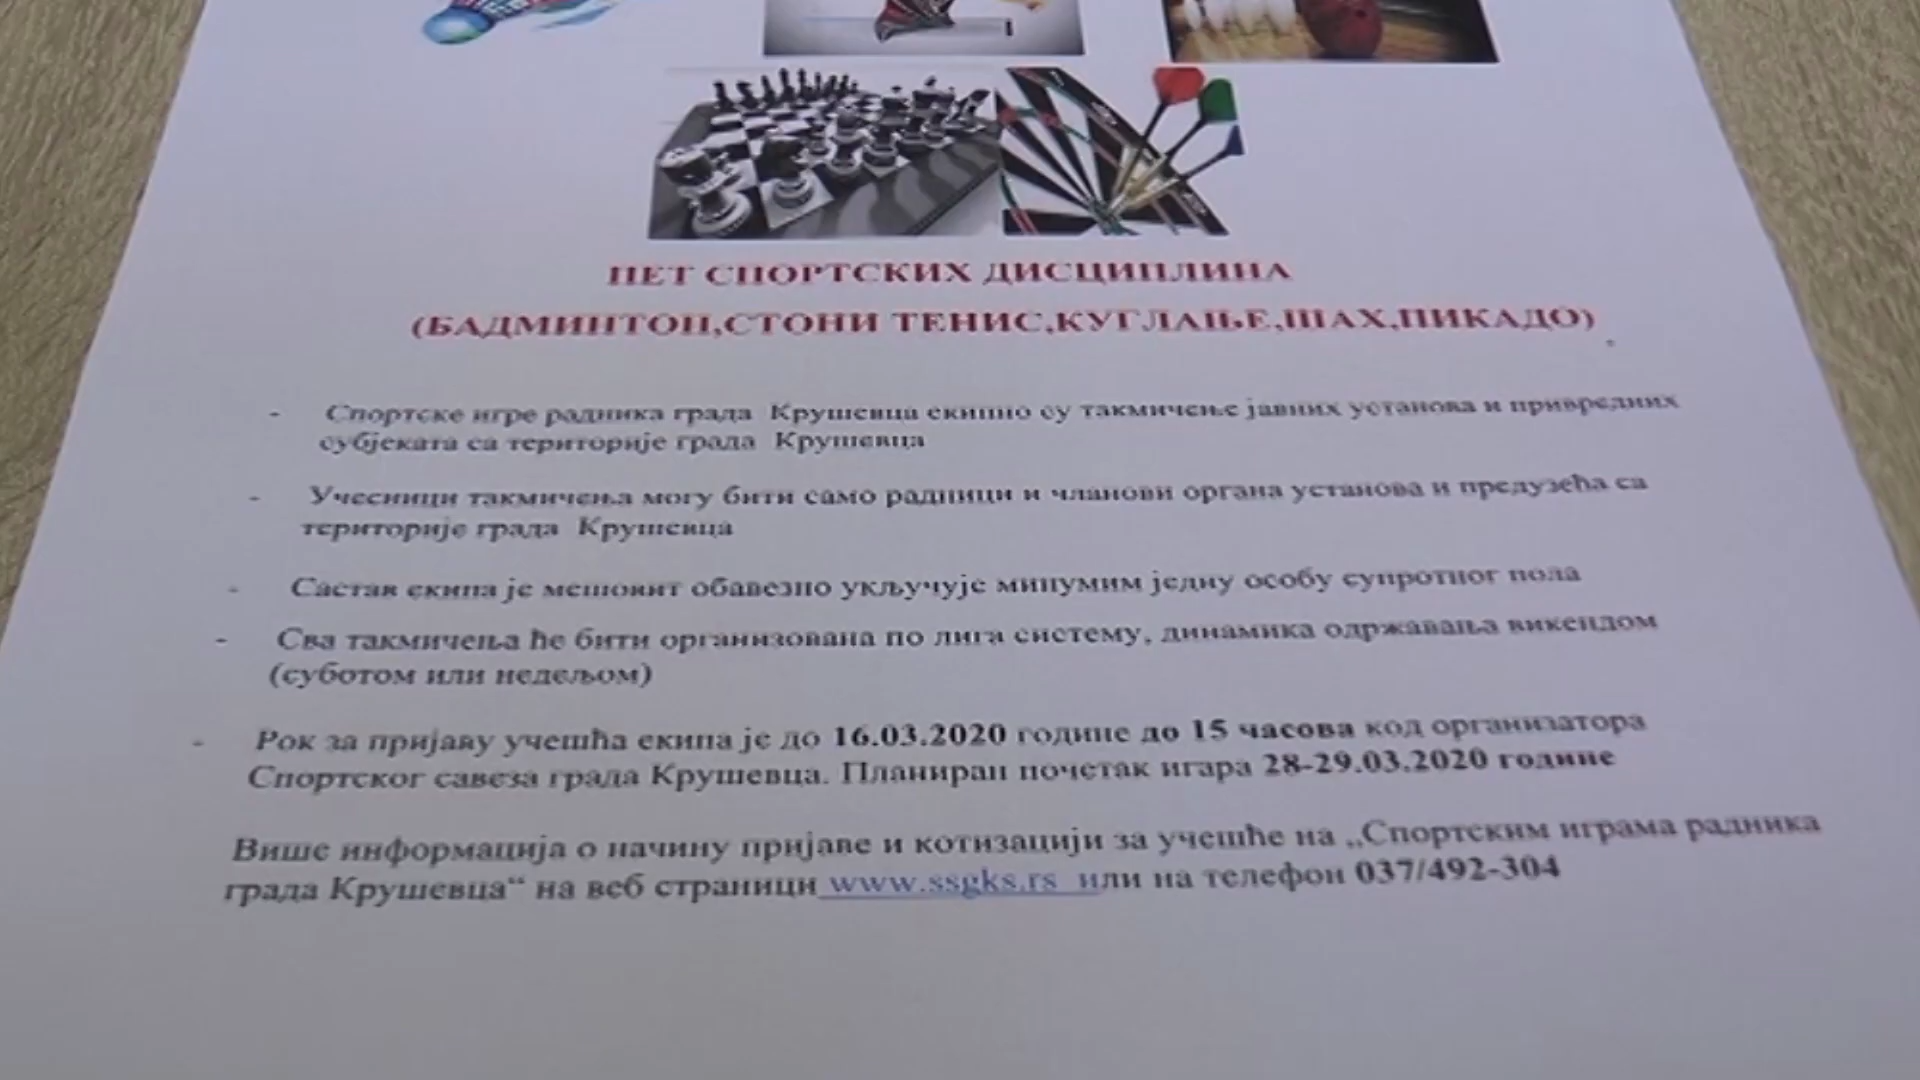 ПЕТ СПОРТСКИХ ДИСЦИПЛИНА
(БАДМИНТОН,СТОНИ ТЕНИС,КУГЛАЊЕ,ШАХ,ПИКАДО)
- Спортске игре радника града Крушевца екипно су такмичење јавних установа и привредних
субјеката са територије града Крушевца
- Учесници такмичења могу бити само радници и чланови органа установа и предузећа са
територије града Крушевца
- Састав екипа је мешовит обавезно укључује минумим једну особу супротног пола
- Сва такмичења ће бити организована по лига систему, динамика одржавања викендом
(суботом или недељом)
- Рок за пријаву учешћа екипа је до 16.03.2020 године до 15 часова код организатора
Спортског савеза града Крушевца. Планиран почетак игара 28-29.03.2020 године
Више информација о начину пријаве и котизацији за учешће на „Спортским играма радника
града Крушевца“ на веб страници www.ssgks.rs или на телефон 037/492-304